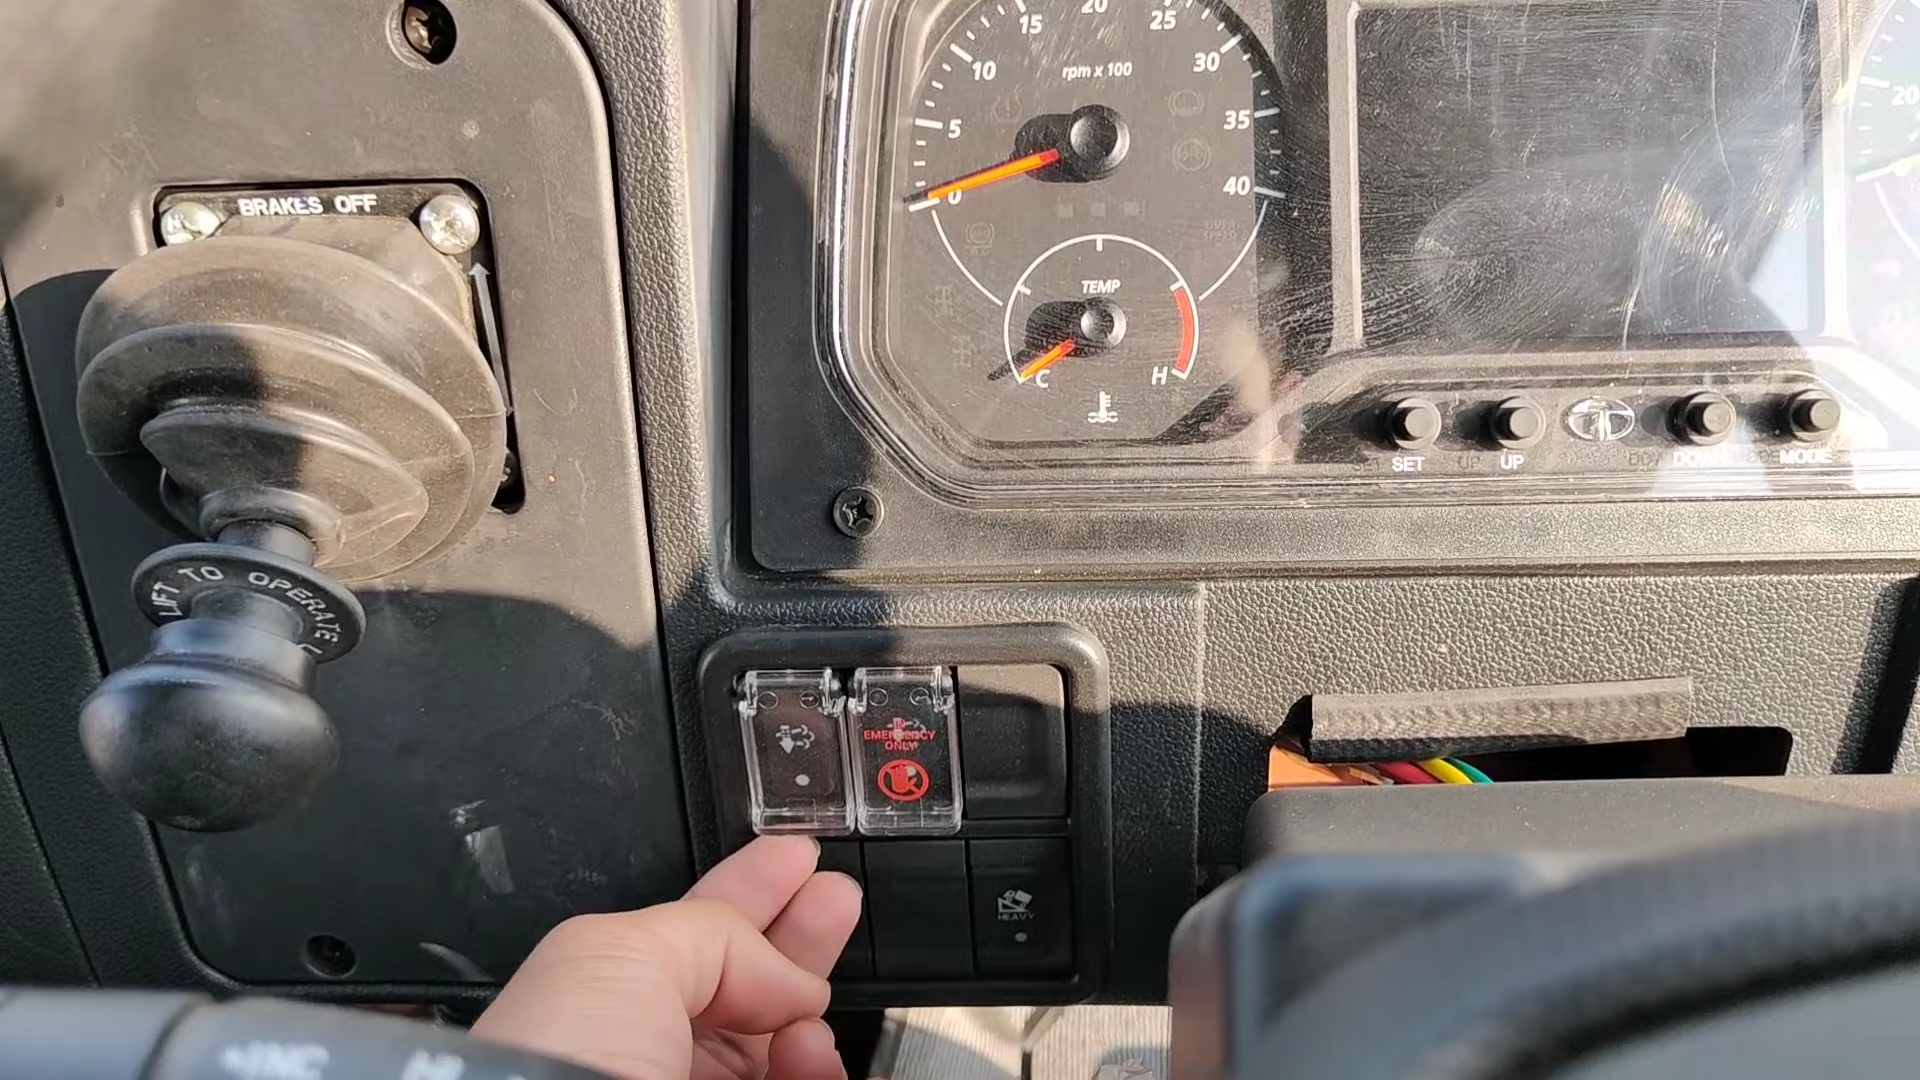 BRAKES OFF
LIFT TO OPERATE
0
5
10
15
20
25
30
35
40
rpm x 100
TEMP
C
H
20
SET
UP
DOWN
MODE
IN
EMERGENCY
ONLY
HEAVY